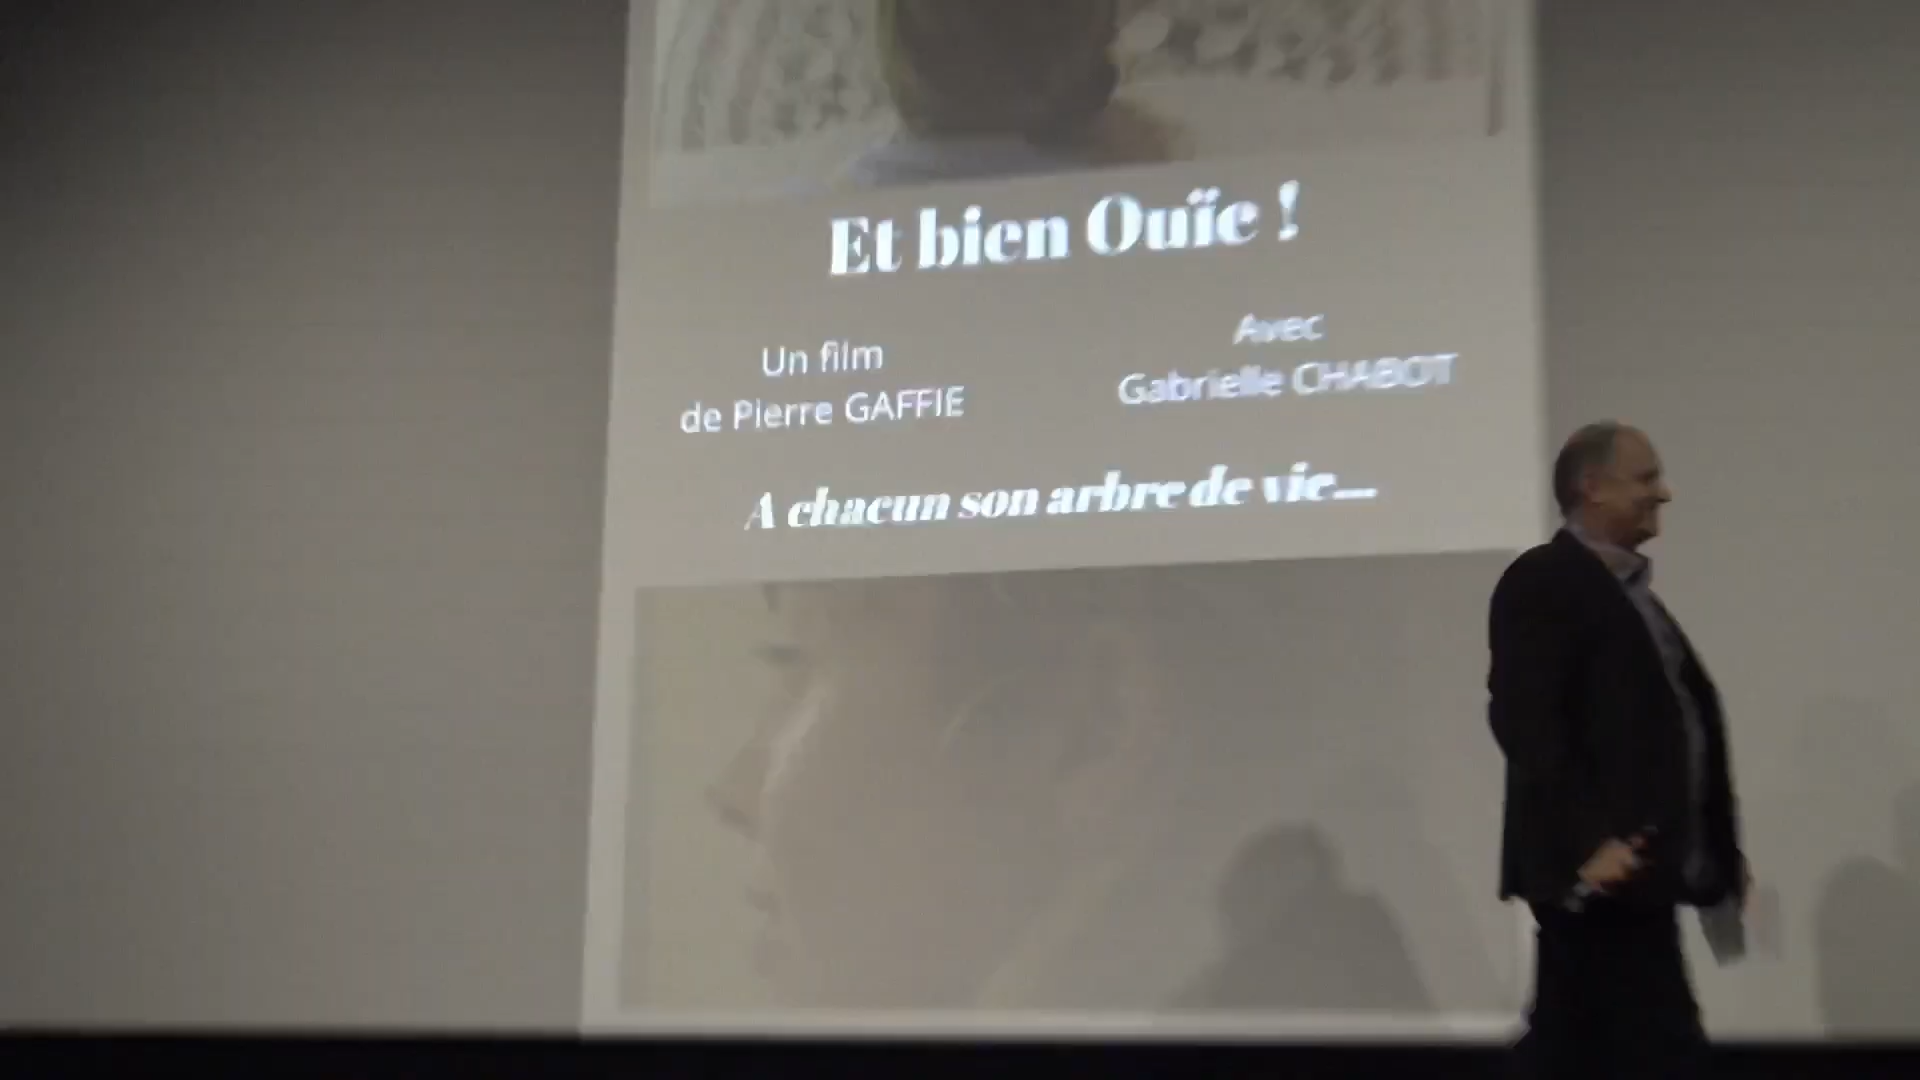 Et bien Ouïe !
Un film
de Pierre GAFFIE
Avec
Gabrielle CHABOT
A chacun son arbre de vie...